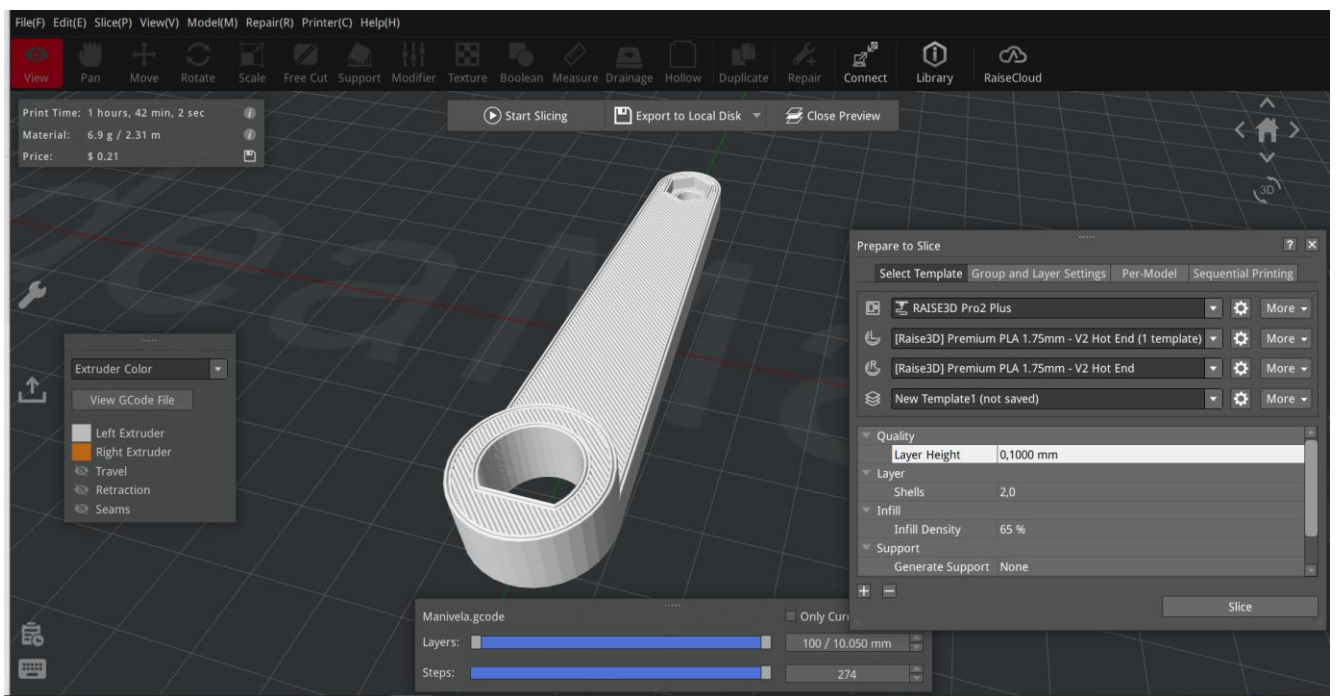 File(F) Edit(E) Slice(P) View(V) Model(M) Repair(R) Printer(C) Help(H)
View Pan Move Rotate Scale Free Cut Support Modifier Texture Boolean Measure Drainage Hollow Duplicate Repair Connect Library RaiseCloud
Print Time: 1 hours, 42 min, 2 sec
Material: 6.9 g / 2.31 m
Price: $ 0.21
Start Slicing Export to Local Disk Close Preview
3D
Prepare to Slice
Select Template Group and Layer Settings Per-Model Sequential Printing
RAISE3D Pro2 Plus More
[Raise3D] Premium PLA 1.75mm - V2 Hot End (1 template) More
[Raise3D] Premium PLA 1.75mm - V2 Hot End More
New Template1 (not saved) More
Quality
Layer Height 0,1000 mm
Layer
Shells 2,0
Infill
Infill Density 65 %
Support
Generate Support None
Slice
Extruder Color
View GCode File
Left Extruder
Right Extruder
Travel
Retraction
Seams
Manivela.gcode Only Curr
Layers: 100 / 10.050 mm
Steps: 274